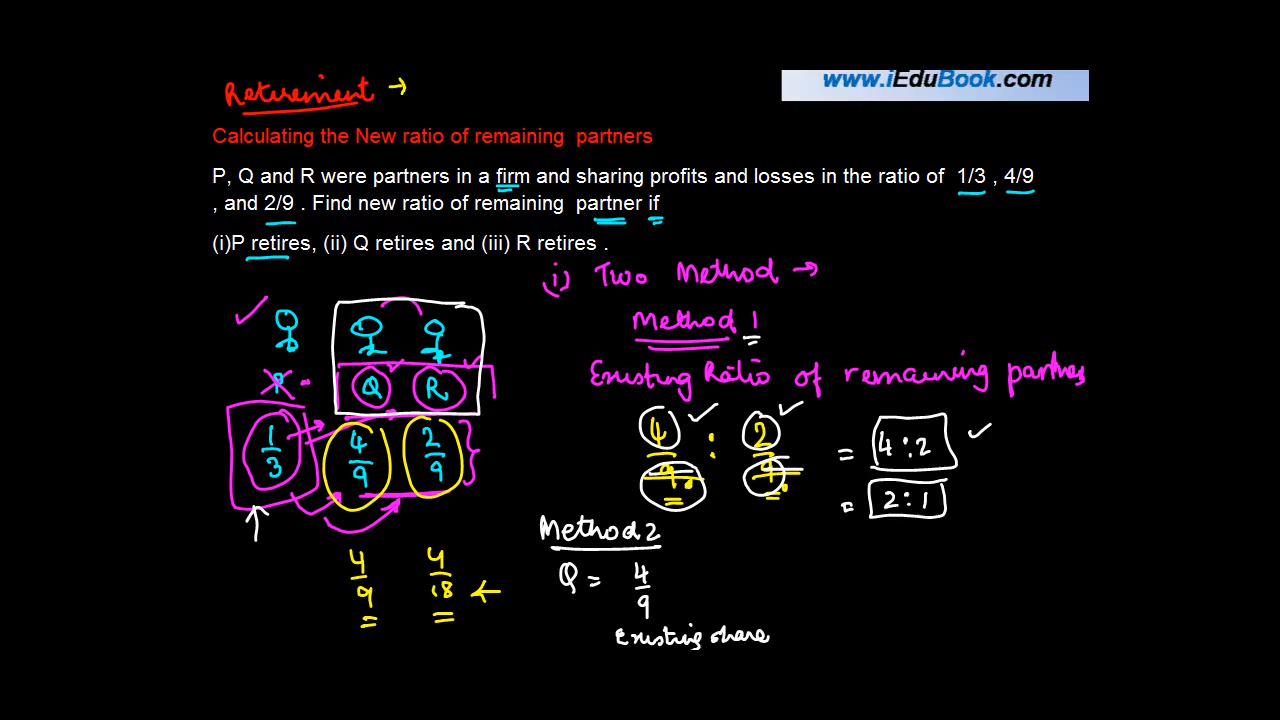 Retirement →
www.iEduBook.com
Calculating the New ratio of remaining partners
P, Q and R were partners in a firm and sharing profits and losses in the ratio of 1/3 , 4/9
, and 2/9 . Find new ratio of remaining partner if
(i)P retires, (ii) Q retires and (iii) R retires .
(i) Two Method →
Method 1
Existing Ratio of remaining partners
P Q R
1/3 4/9 2/9
4/9 : 2/9 = 4:2
= 2:1
4/9 4/18 ←
Method 2
Q = 4/9
Existing share